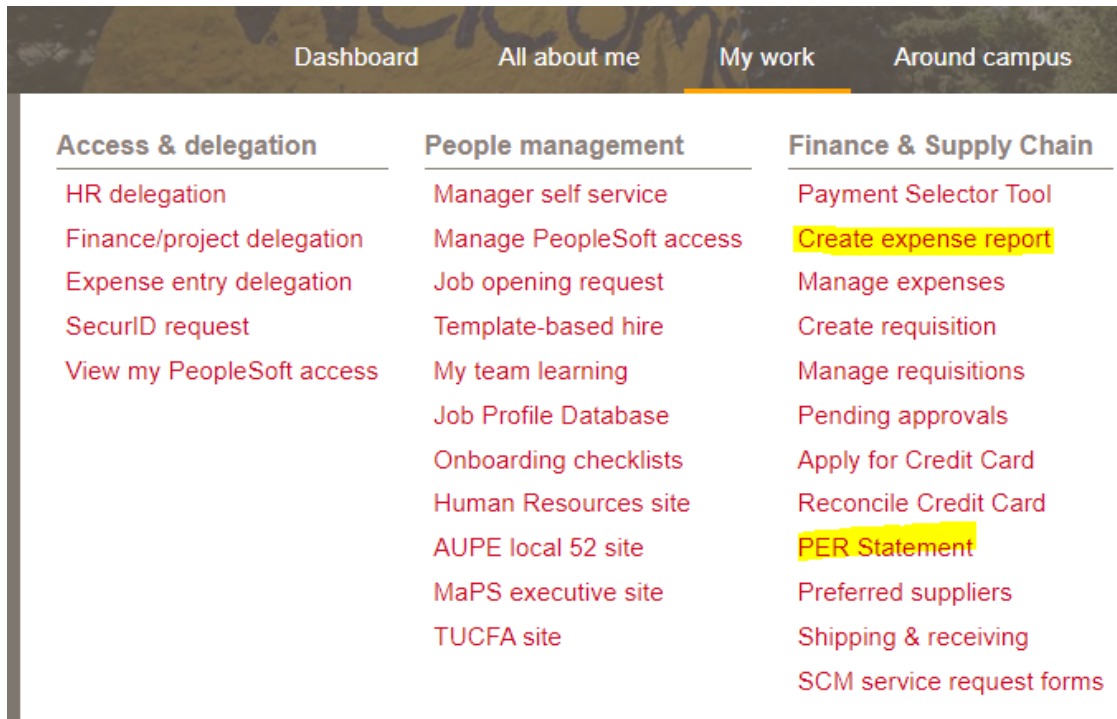 Dashboard All about me My work Around campus
Access & delegation
HR delegation
Finance/project delegation
Expense entry delegation
SecurID request
View my PeopleSoft access
People management
Manager self service
Manage PeopleSoft access
Job opening request
Template-based hire
My team learning
Job Profile Database
Onboarding checklists
Human Resources site
AUPE local 52 site
MaPS executive site
TUCFA site
Finance & Supply Chain
Payment Selector Tool
Create expense report
Manage expenses
Create requisition
Manage requisitions
Pending approvals
Apply for Credit Card
Reconcile Credit Card
PER Statement
Preferred suppliers
Shipping & receiving
SCM service request forms